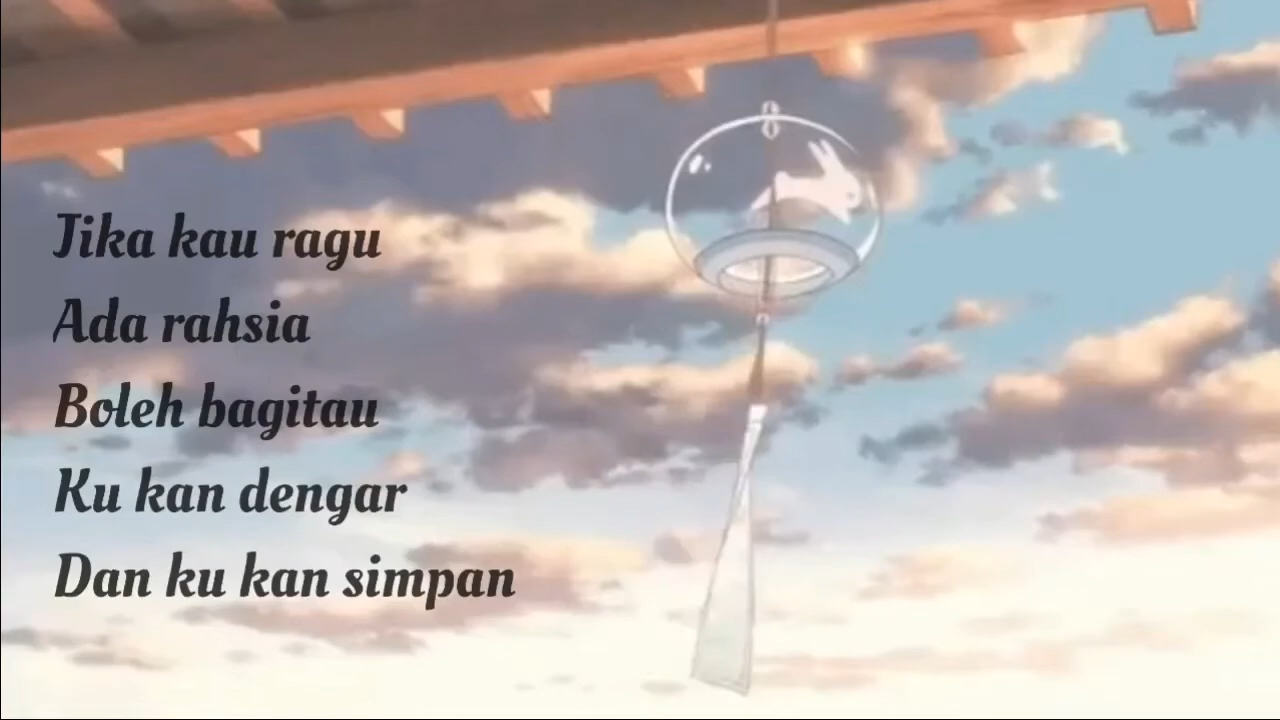 Jika kau ragu
Ada rahsia
Boleh bagitau
Ku kan dengar
Dan ku kan simpan